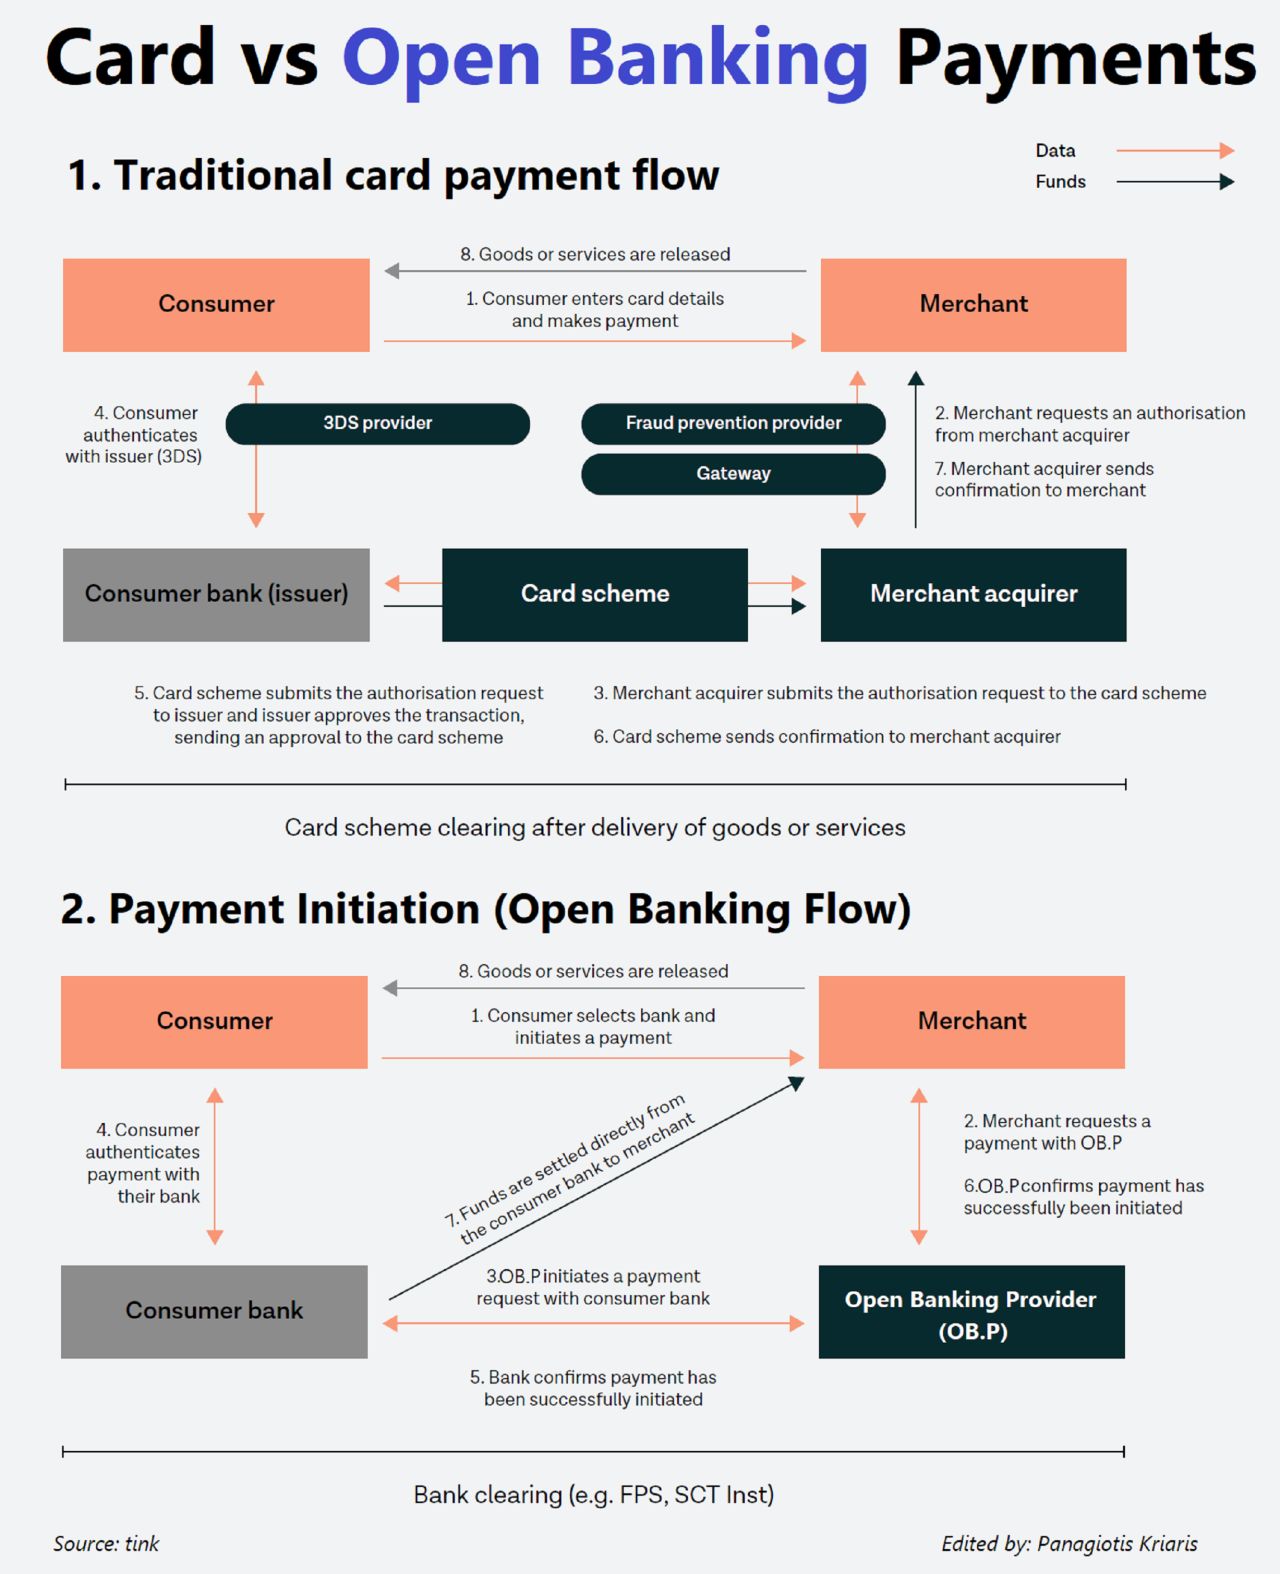 Card vs Open Banking Payments
Data
1. Traditional card payment flow
Funds
8. Goods or services are released
Consumer
1. Consumer enters card details
and makes payment
Merchant
4. Consumer
authenticates
with issuer (3DS)
3DS provider
Fraud prevention provider
Gateway
2. Merchant requests an authorisation
from merchant acquirer
7. Merchant acquirer sends
confirmation to merchant
Consumer bank (issuer)
Card scheme
Merchant acquirer
5. Card scheme submits the authorisation request
to issuer and issuer approves the transaction,
sending an approval to the card scheme
3. Merchant acquirer submits the authorisation request to the card scheme
6. Card scheme sends confirmation to merchant acquirer
Card scheme clearing after delivery of goods or services
2. Payment Initiation (Open Banking Flow)
8. Goods or services are released
Consumer
1. Consumer selects bank and
initiates a payment
Merchant
4. Consumer
authenticates
payment with
their bank
7. Funds are settled directly from
the consumer bank to merchant
2. Merchant requests a
payment with OB.P
6.OB.P confirms payment has
successfully been initiated
Consumer bank
3.OB.P initiates a payment
request with consumer bank
Open Banking Provider
(OB.P)
5. Bank confirms payment has
been successfully initiated
Bank clearing (e.g. FPS, SCT Inst)
Source: tink
Edited by: Panagiotis Kriaris